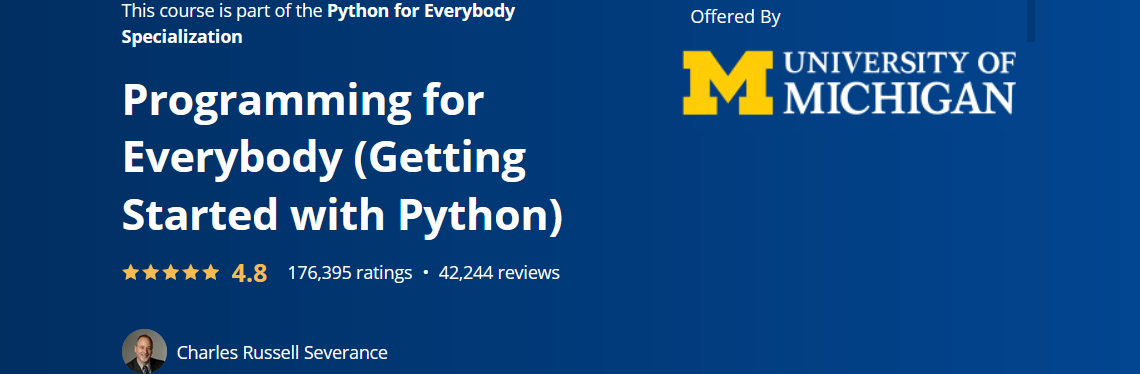 This course is part of the Python for Everybody
Specialization
Offered By
UNIVERSITY OF
MICHIGAN
Programming for
Everybody (Getting
Started with Python)
4.8 176,395 ratings • 42,244 reviews
Charles Russell Severance